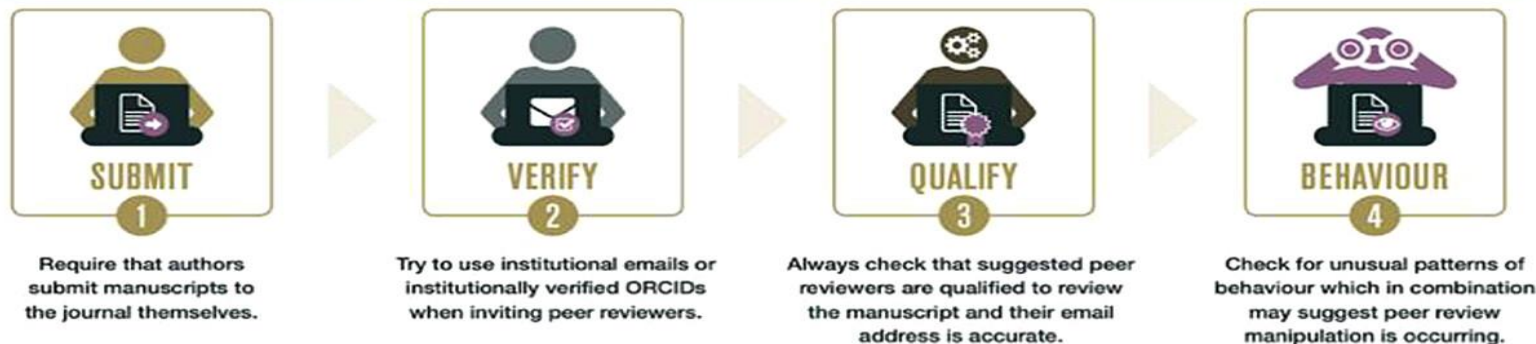 SUBMIT
1
Require that authors
submit manuscripts to
the journal themselves.
VERIFY
2
Try to use institutional emails or
institutionally verified ORCIDs
when inviting peer reviewers.
QUALIFY
3
Always check that suggested peer
reviewers are qualified to review
the manuscript and their email
address is accurate.
BEHAVIOUR
4
Check for unusual patterns of
behaviour which in combination
may suggest peer review
manipulation is occurring.